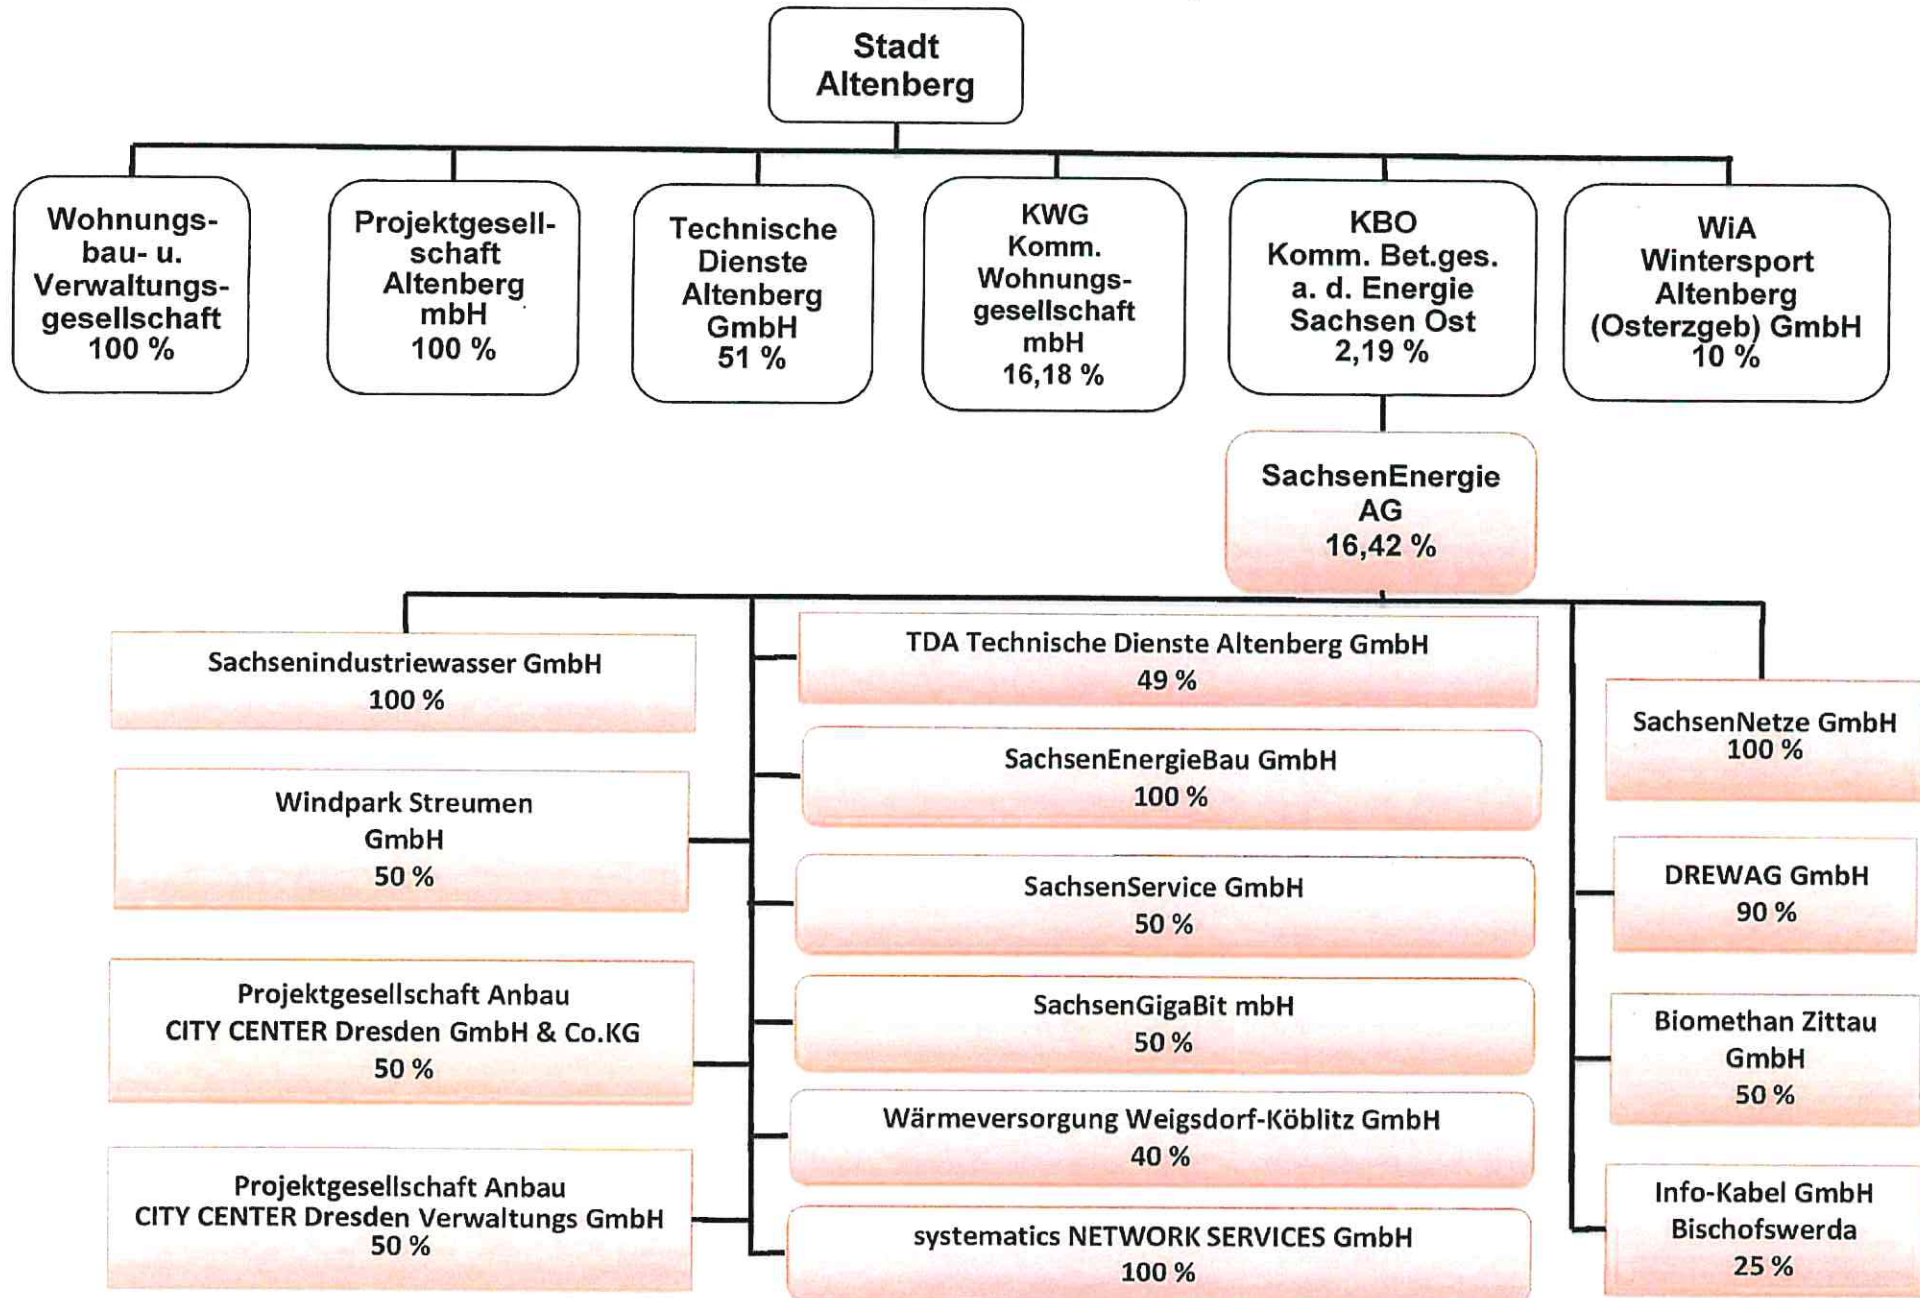 Stadt
Altenberg
Wohnungs-
bau- u.
Verwaltungs-
gesellschaft
100 %
Projektgesell-
schaft
Altenberg
mbH
100 %
Technische
Dienste
Altenberg
GmbH
51 %
KWG
Komm.
Wohnungs-
gesellschaft
mbH
16,18 %
KBO
Komm. Bet.ges.
a. d. Energie
Sachsen Ost
2,19 %
WiA
Wintersport
Altenberg
(Osterzgeb) GmbH
10 %
SachsenEnergie
AG
16,42 %
Sachsenindustriewasser GmbH
100 %
Windpark Streumen
GmbH
50 %
Projektgesellschaft Anbau
CITY CENTER Dresden GmbH & Co.KG
50 %
Projektgesellschaft Anbau
CITY CENTER Dresden Verwaltungs GmbH
50 %
TDA Technische Dienste Altenberg GmbH
49 %
SachsenEnergieBau GmbH
100 %
SachsenService GmbH
50 %
SachsenGigaBit mbH
50 %
Wärmeversorgung Weigsdorf-Köblitz GmbH
40 %
systematics NETWORK SERVICES GmbH
100 %
SachsenNetze GmbH
100 %
DREWAG GmbH
90 %
Biomethan Zittau
GmbH
50 %
Info-Kabel GmbH
Bischofswerda
25 %